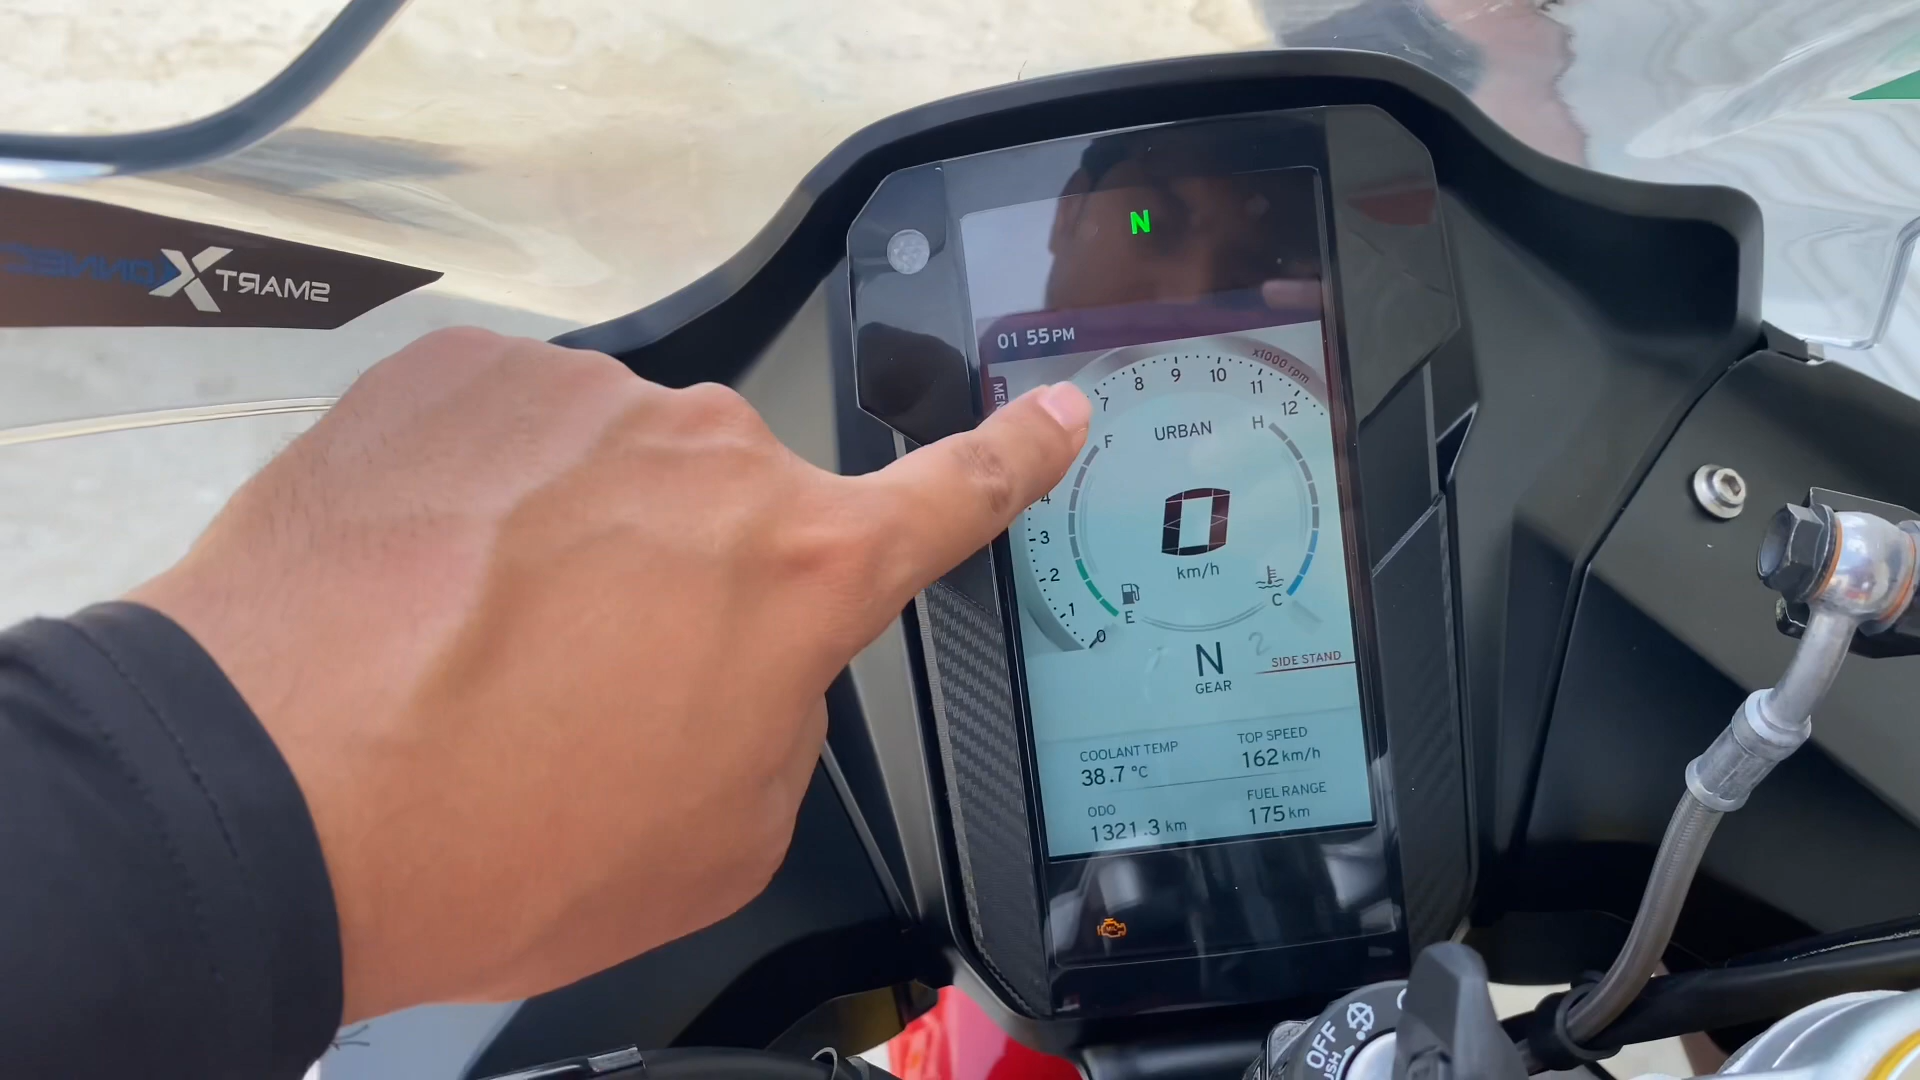 N
01 55 PM
x1000 rpm
7 8 9 10 11 12
F URBAN H
4
3
0
km/h
2
1
E C
0
N
GEAR
SIDE STAND
COOLANT TEMP TOP SPEED
38.7 °C 162 km/h
ODO FUEL RANGE
1321.3 km 175 km
SMART X
OFF